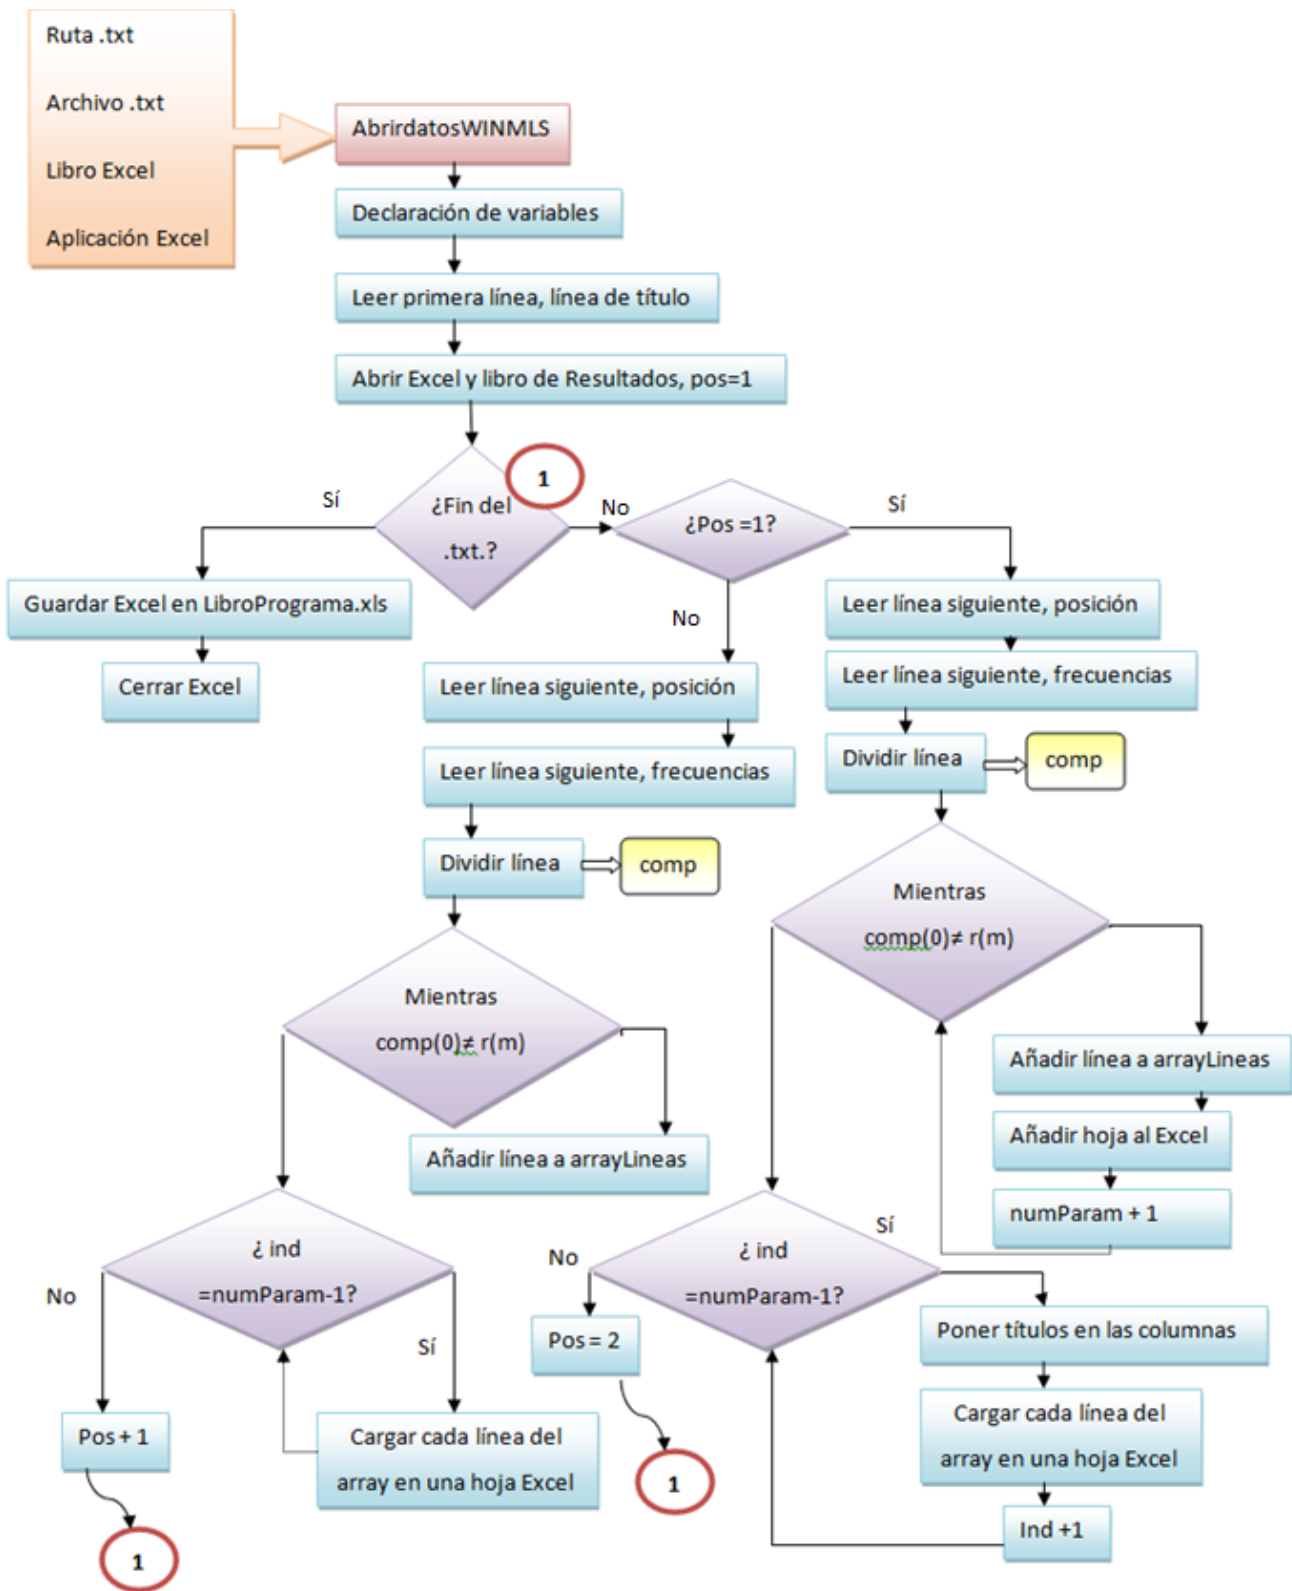 Ruta .txt
Archivo .txt
Libro Excel
Aplicación Excel
AbrirdatosWINMLS
Declaración de variables
Leer primera línea, línea de título
Abrir Excel y libro de Resultados, pos=1
1
¿Fin del
.txt.?
Sí
No
¿Pos =1?
Sí
No
Guardar Excel en LibroPrograma.xls
Cerrar Excel
Leer línea siguiente, posición
Leer línea siguiente, frecuencias
Dividir línea
comp
Mientras
comp(0)≠ r(m)
Añadir línea a arrayLineas
¿ ind
=numParam-1?
No
Sí
Pos + 1
1
Cargar cada línea del
array en una hoja Excel
Leer línea siguiente, posición
Leer línea siguiente, frecuencias
Dividir línea
comp
Mientras
comp(0)≠ r(m)
Añadir línea a arrayLineas
Añadir hoja al Excel
numParam + 1
¿ ind
=numParam-1?
No
Sí
Pos = 2
1
Poner títulos en las columnas
Cargar cada línea del
array en una hoja Excel
Ind +1